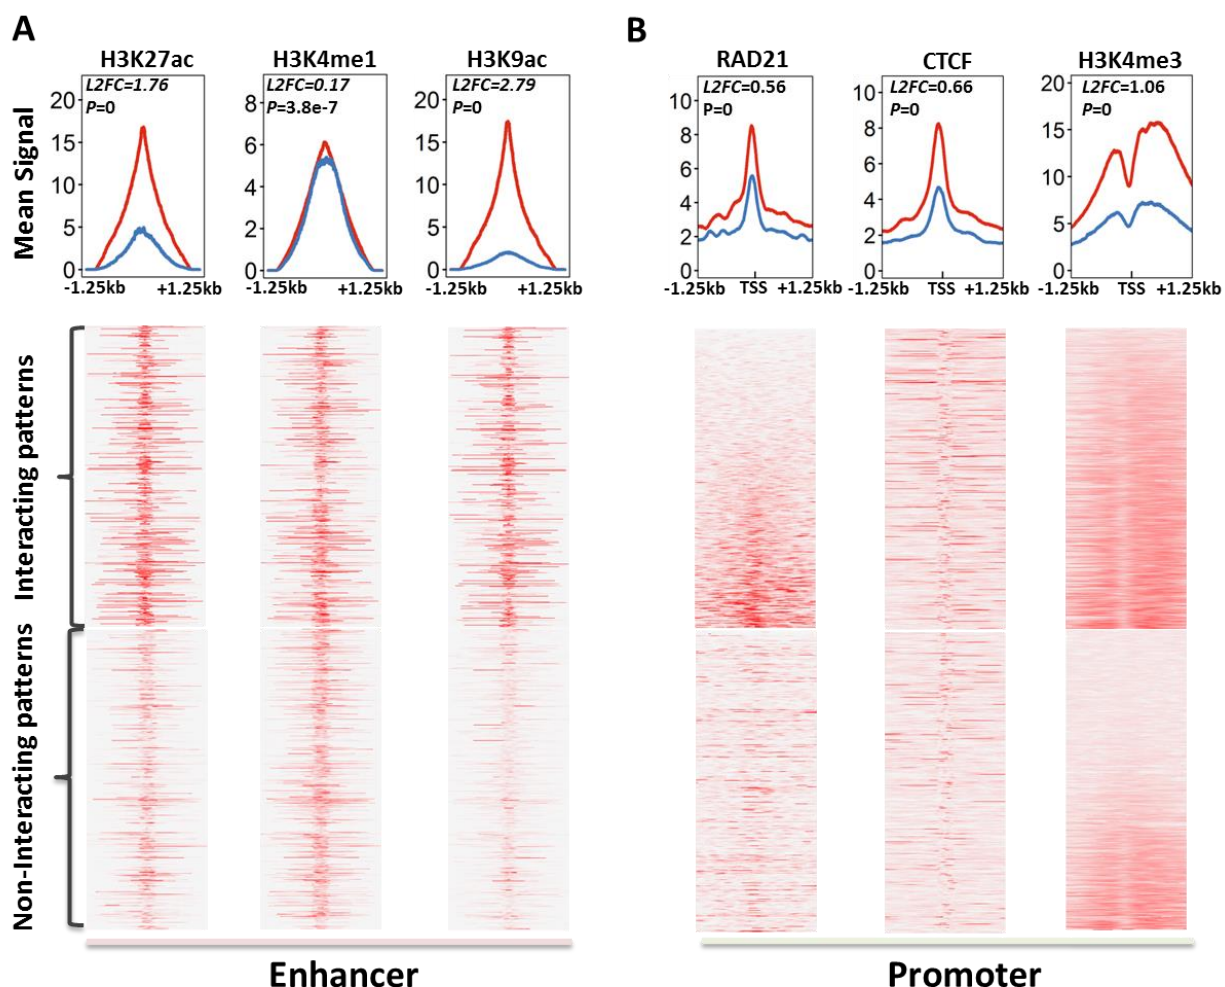 A
H3K27ac
H3K4me1
H3K9ac
L2FC=1.76
P=0
L2FC=0.17
P=3.8e-7
L2FC=2.79
P=0
Mean Signal
20
15
10
5
0
8
6
4
2
0
20
15
10
5
0
-1.25kb
+1.25kb
-1.25kb
+1.25kb
-1.25kb
+1.25kb
Interacting patterns
Non-Interacting patterns
Enhancer
B
RAD21
CTCF
H3K4me3
L2FC=0.56
P=0
L2FC=0.66
P=0
L2FC=1.06
P=0
10
8
6
4
2
0
10
8
6
4
2
0
20
15
10
5
0
-1.25kb TSS +1.25kb
-1.25kb TSS +1.25kb
-1.25kb TSS +1.25kb
Promoter